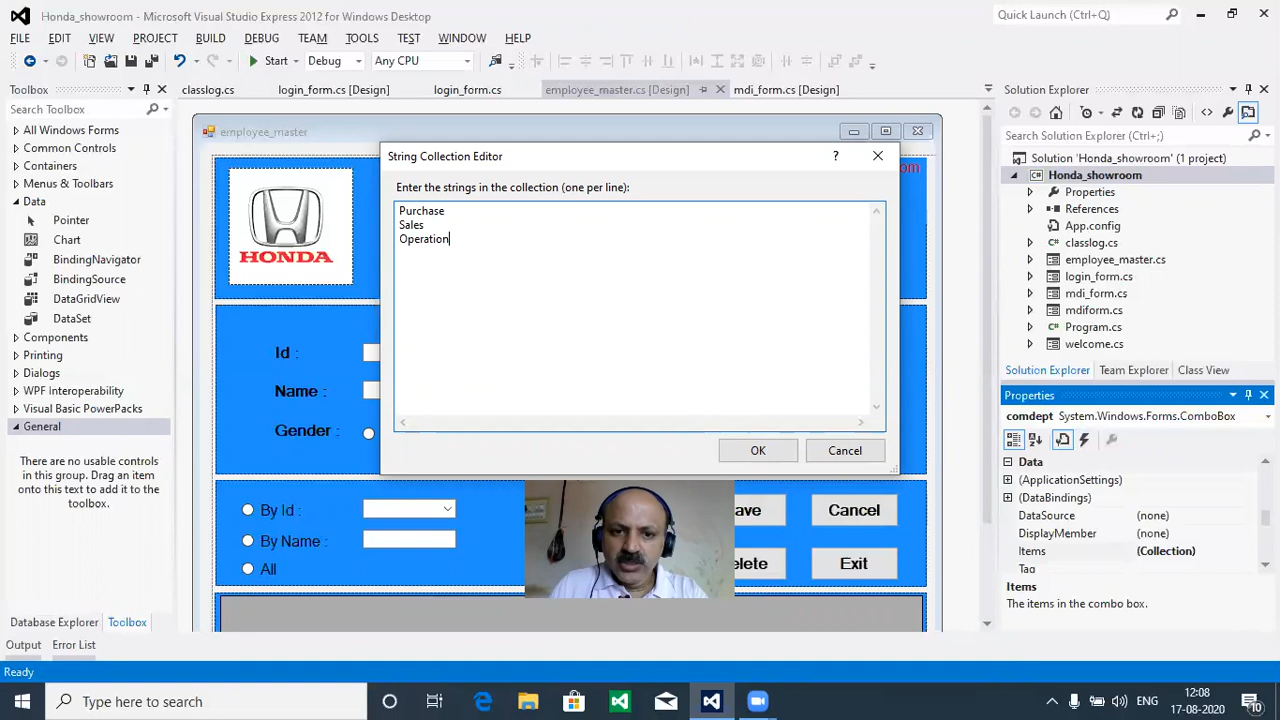 Honda_showroom - Microsoft Visual Studio Express 2012 for Windows Desktop
Quick Launch (Ctrl+Q)
FILE EDIT VIEW PROJECT BUILD DEBUG TEAM TOOLS TEST WINDOW HELP
Start Debug Any CPU
Toolbox
Search Toolbox
All Windows Forms
Common Controls
Containers
Menus & Toolbars
Data
Pointer
Chart
BindingNavigator
BindingSource
DataGridView
DataSet
Components
Printing
Dialogs
WPF Interoperability
Visual Basic PowerPacks
General
There are no usable controls
in this group. Drag an item
onto this text to add it to the
toolbox.
Database Explorer Toolbox
classlog.cs login_form.cs [Design] login_form.cs employee_master.cs [Design] mdi_form.cs [Design]
employee_master
om
HONDA
Id :
Name :
Gender :
By Id :
By Name :
All
ave Cancel
elete Exit
String Collection Editor
?
Enter the strings in the collection (one per line):
Purchase
Sales
Operation
OK Cancel
Solution Explorer
Search Solution Explorer (Ctrl+;)
Solution 'Honda_showroom' (1 project)
C# Honda_showroom
Properties
References
App.config
classlog.cs
employee_master.cs
login_form.cs
mdi_form.cs
mdiform.cs
Program.cs
welcome.cs
Solution Explorer Team Explorer Class View
Properties
comdept System.Windows.Forms.ComboBox
Data
(ApplicationSettings)
(DataBindings)
DataSource (none)
DisplayMember (none)
Items (Collection)
Tag
Items
The items in the combo box.
Output Error List
Ready
Type here to search
ENG
12:08
17-08-2020
10